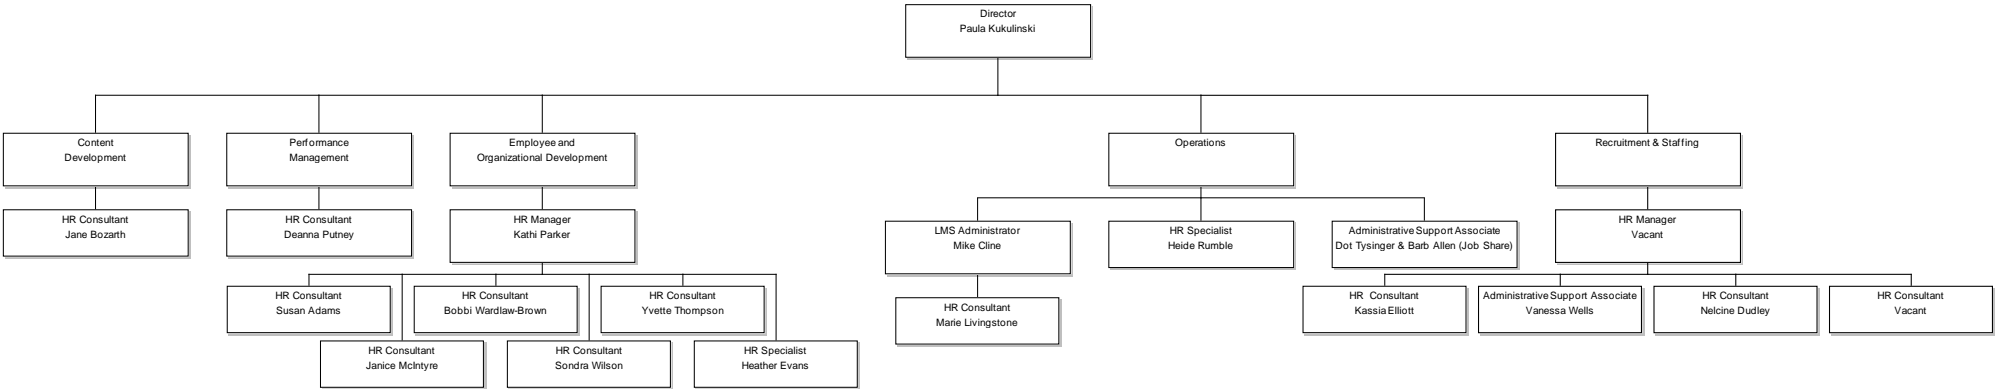 Director
Paula Kukulinski
Content
Development
Performance
Management
Employee and
Organizational Development
Operations
Recruitment & Staffing
HR Consultant
Jane Bozarth
HR Consultant
Deanna Putney
HR Manager
Kathi Parker
LMS Administrator
Mike Cline
HR Specialist
Heide Rumble
Administrative Support Associate
Dot Tysinger & Barb Allen (Job Share)
HR Manager
Vacant
HR Consultant
Susan Adams
HR Consultant
Bobbi Wardlaw-Brown
HR Consultant
Yvette Thompson
HR Consultant
Marie Livingstone
HR Consultant
Kassia Elliott
Administrative Support Associate
Vanessa Wells
HR Consultant
Nelcine Dudley
HR Consultant
Vacant
HR Consultant
Janice McIntyre
HR Consultant
Sondra Wilson
HR Specialist
Heather Evans